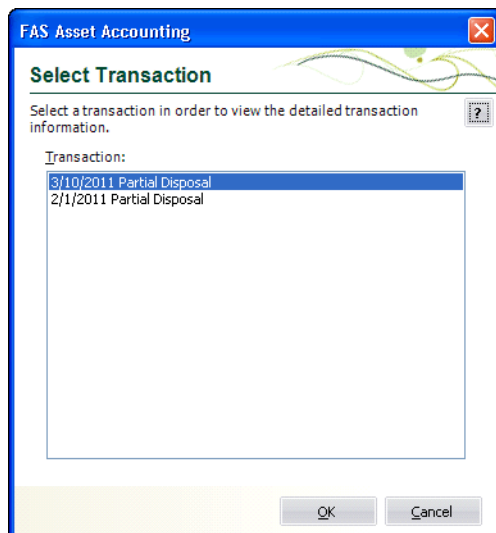 FAS Asset Accounting
Select Transaction
Select a transaction in order to view the detailed transaction
information.
?
Transaction:
3/10/2011 Partial Disposal
2/1/2011 Partial Disposal
OK
Cancel